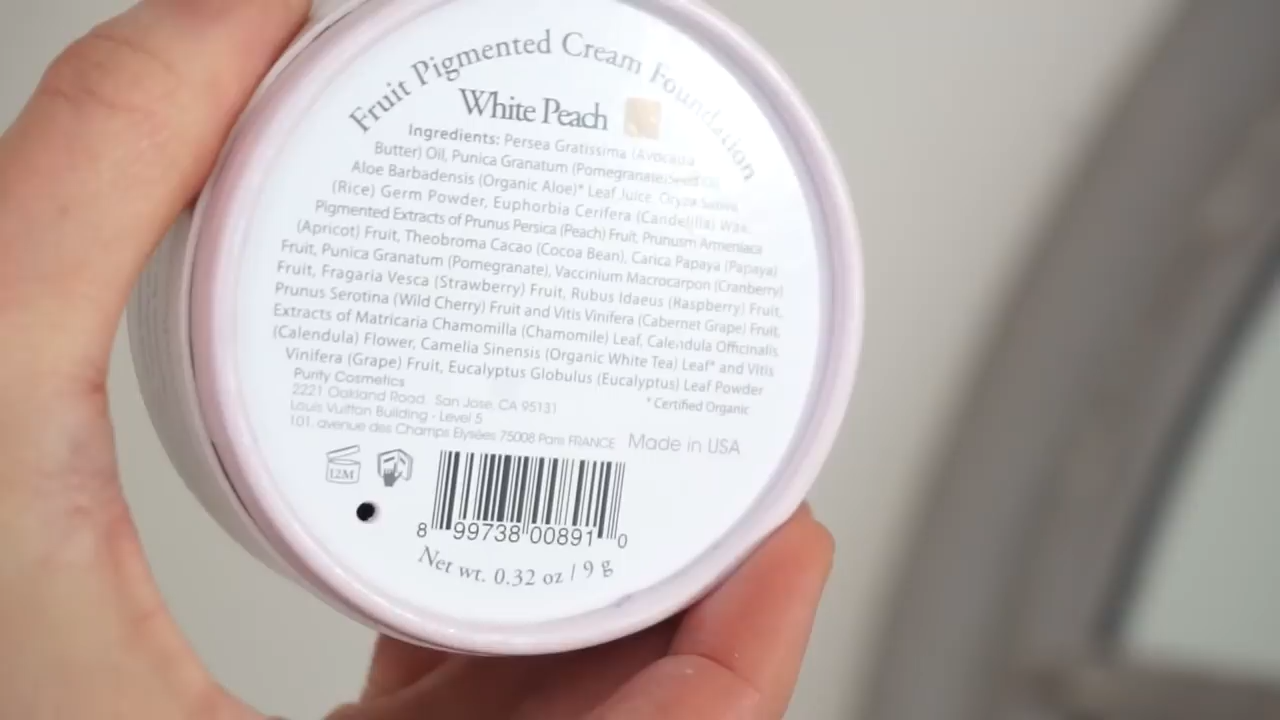 Fruit Pigmented Cream Foundation
White Peach
Ingredients: Persea Gratissima (Avocado
Butter) Oil, Punica Granatum (Pomegranate) Seed Oil,
Aloe Barbadensis (Organic Aloe)* Leaf Juice, Oryza Sativa
(Rice) Germ Powder, Euphorbia Cerifera (Candelilla) Wax,
Pigmented Extracts of Prunus Persica (Peach) Fruit, Prunusm Armeniaca
(Apricot) Fruit, Theobroma Cacao (Cocoa Bean), Carica Papaya (Papaya)
Fruit, Punica Granatum (Pomegranate), Vaccinium Macrocarpon (Cranberry)
Fruit, Fragaria Vesca (Strawberry) Fruit, Rubus Idaeus (Raspberry) Fruit,
Prunus Serotina (Wild Cherry) Fruit and Vitis Vinifera (Cabernet Grape) Fruit,
Extracts of Matricaria Chamomilla (Chamomile) Leaf, Calendula Officinalis
(Calendula) Flower, Camelia Sinensis (Organic White Tea) Leaf* and Vitis
Vinifera (Grape) Fruit, Eucalyptus Globulus (Eucalyptus) Leaf Powder
*Certified Organic
Purity Cosmetics
2221 Oakland Road, San Jose, CA 95131
Louis Vuitton Building - Level 5
101, avenue des Champs Elysées 75008 Paris FRANCE Made in USA
12M
8 99738 00891 0
Net wt. 0.32 oz / 9 g